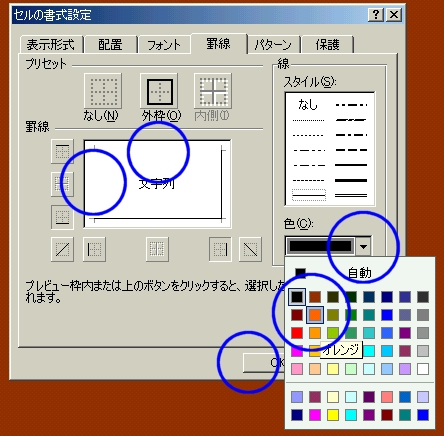 セルの書式設定
表示形式 配置 フォント 罫線 パターン 保護
プリセット
なし(N) 外枠(O) 内側(I)
罫線
文字列
線
スタイル(S):
なし
色(C):
自動
オレンジ
プレビュー枠内または上のボタンをクリックすると、選択した
れます。
OK